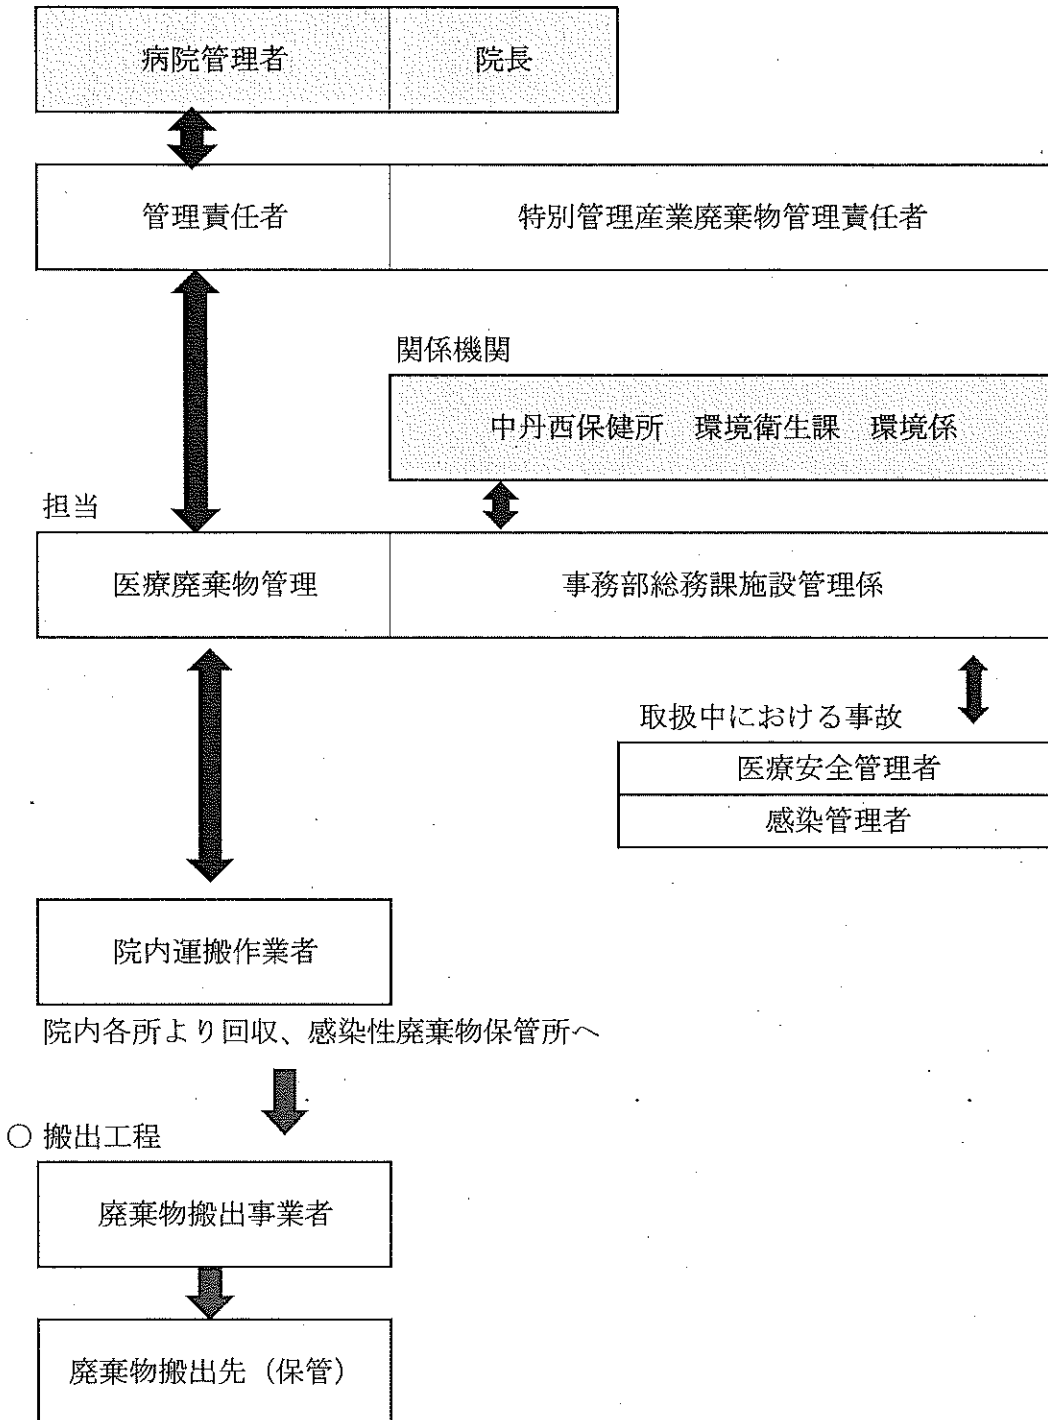 病院管理者 院長
管理責任者 特別管理産業廃棄物管理責任者
関係機関
中丹西保健所 環境衛生課 環境係
担当
医療廃棄物管理 事務部総務課施設管理係
取扱中における事故
医療安全管理者
感染管理者
院内運搬作業者
院内各所より回収、感染性廃棄物保管所へ
○ 搬出工程
廃棄物搬出事業者
廃棄物搬出先（保管）